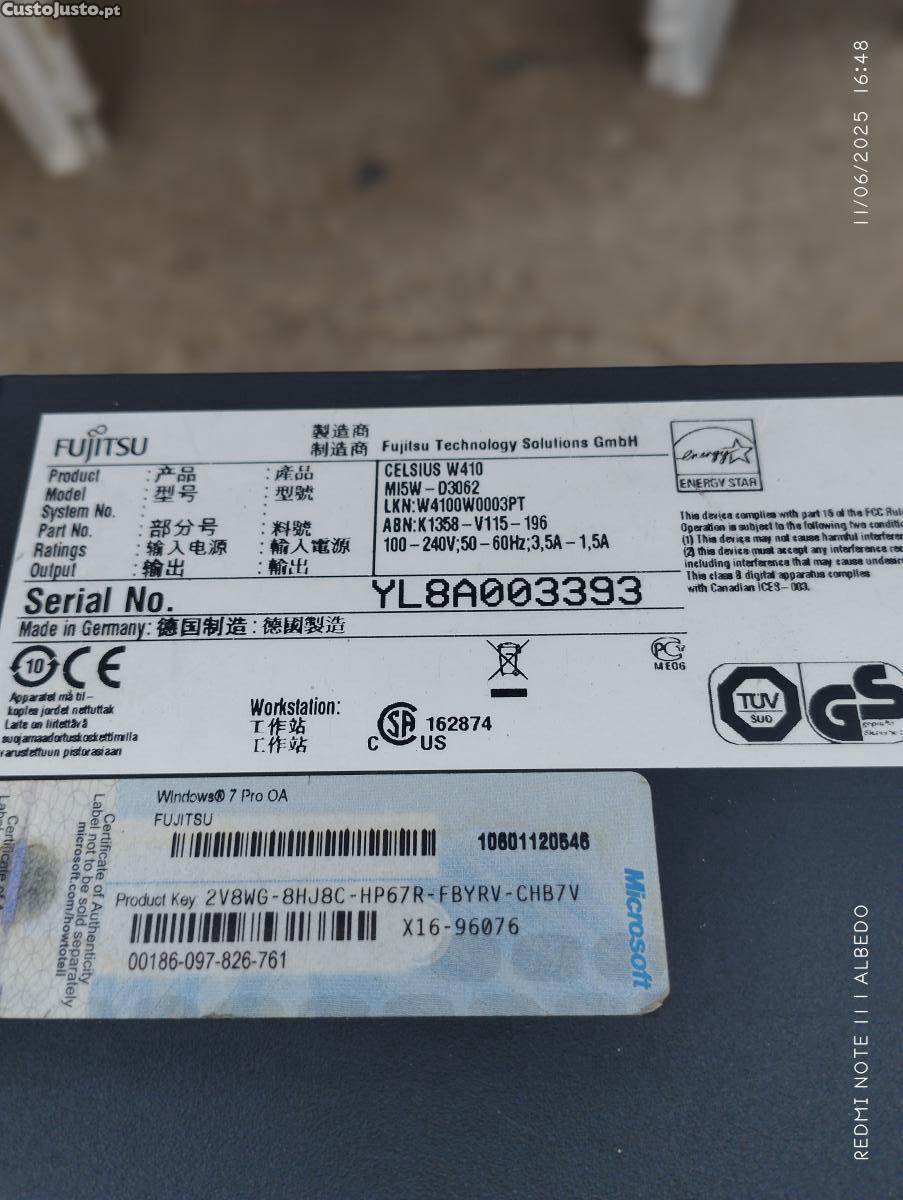 CustoJusto.pt
11/06/2025 16:48
FUJITSU
製造商
制造商 Fujitsu Technology Solutions GmbH
Product : 产品 : 產品 CELSIUS W410
Model : 型号 : 型號 MI5W-D3062
System No. LKN:W4100W0003PT
Part No. : 部分号 : 料號 ABN:K1358-V115-196
Ratings : 输入电源 : 輸入電源 100-240V;50-60Hz;3,5A-1,5A
Output : 输出 : 輸出
energy
ENERGY STAR
This device complies with part 15 of the FCC
Operation is subject to the following two
(1) This device may not cause harmful
(2) this device must accept any interference
including interference that may cause
This class B digital apparatus complies
with Canadian ICES-003.
Serial No. YL8A003393
Made in Germany: 德国制造: 德國製造
10 CE
Apparatet må til-
koples jordet nettuttak
Laite on liitettävä
suojamaadoituskoskettimilla
varustettuun pistorasiaan
Workstation:
工作站
工作站
C SA US 162874
PC
ME06
TÜV
SÜD
GS
Windows® 7 Pro OA
FUJITSU
10601120546
Product Key: 2V8WG-8HJ8C-HP67R-FBYRV-CHB7V
X16-96076
00186-097-826-761
Microsoft
Certificate of Authenticity
Label not to be sold separately
microsoft.com/howtotell
REDMI NOTE 11 | ALBEDO